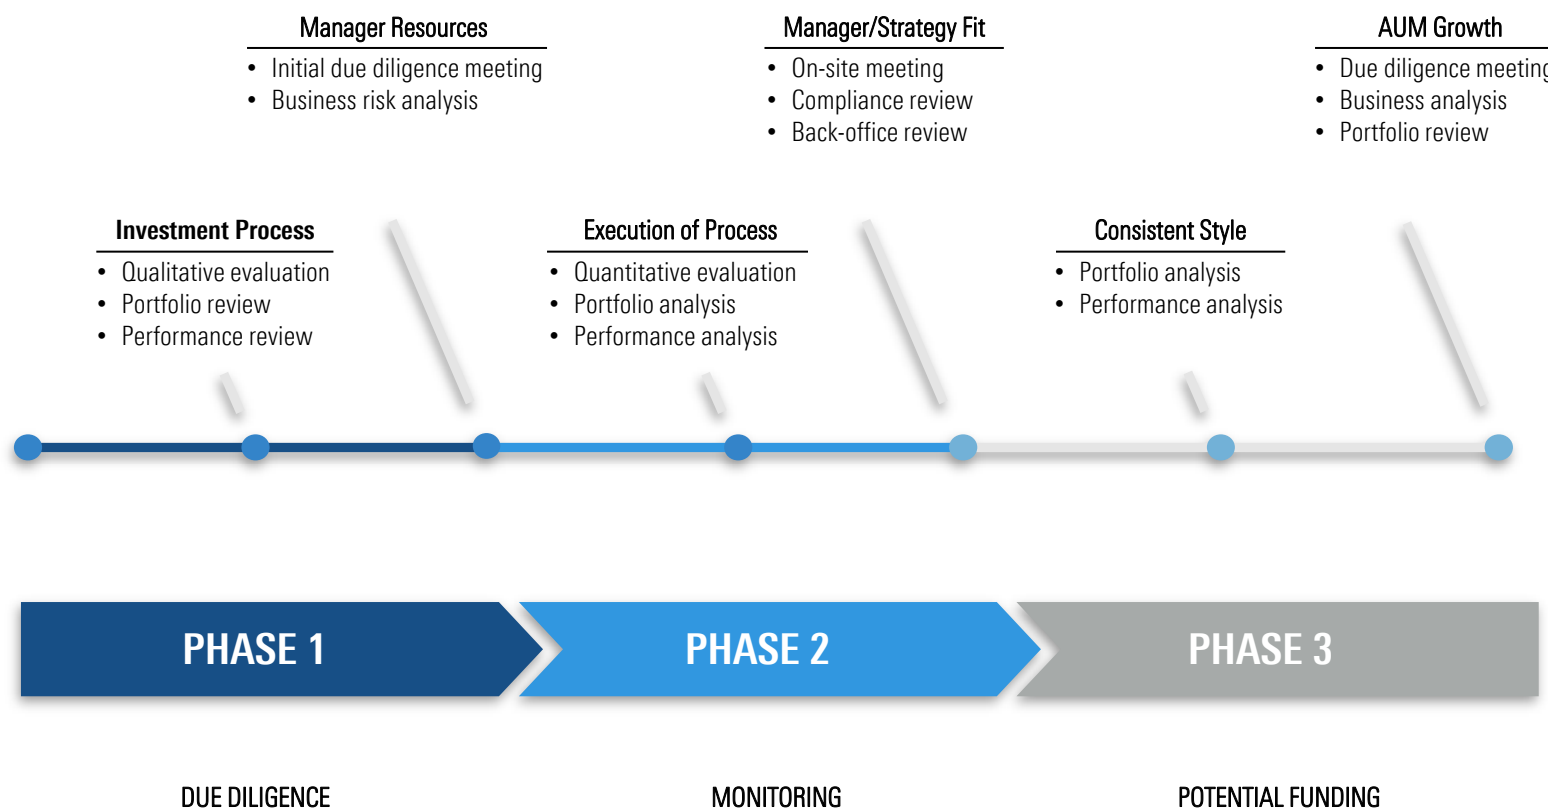 Manager Resources
• Initial due diligence meeting
• Business risk analysis
Manager/Strategy Fit
• On-site meeting
• Compliance review
• Back-office review
AUM Growth
• Due diligence meeting
• Business analysis
• Portfolio review
Investment Process
• Qualitative evaluation
• Portfolio review
• Performance review
Execution of Process
• Quantitative evaluation
• Portfolio analysis
• Performance analysis
Consistent Style
• Portfolio analysis
• Performance analysis
PHASE 1
PHASE 2
PHASE 3
DUE DILIGENCE
MONITORING
POTENTIAL FUNDING